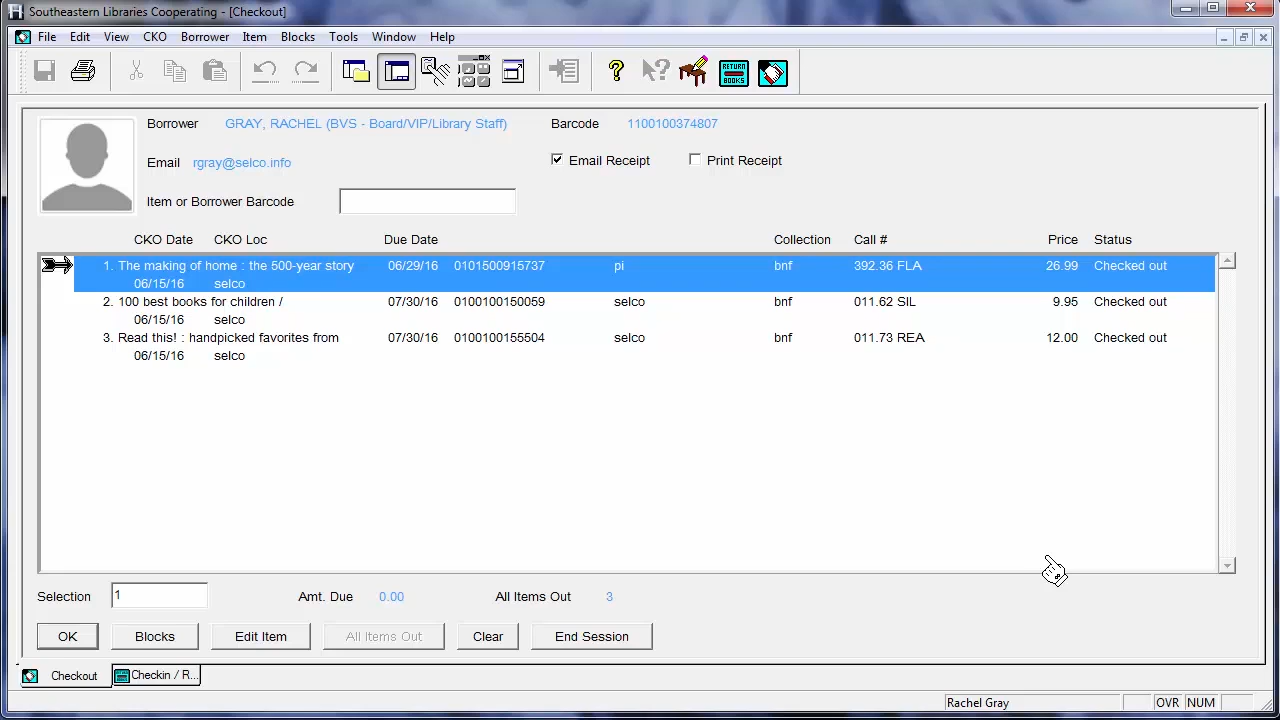 Southeastern Libraries Cooperating - [Checkout]
File Edit View CKO Borrower Item Blocks Tools Window Help
RETURN BOOKS
Borrower GRAY, RACHEL (BVS - Board/VIP/Library Staff) Barcode 1100100374807
Email rgray@selco.info Email Receipt Print Receipt
Item or Borrower Barcode
CKO Date CKO Loc Due Date Collection Call # Price Status
1. The making of home : the 500-year story 06/29/16 0101500915737 pi bnf 392.36 FLA 26.99 Checked out
06/15/16 selco
2. 100 best books for children / 07/30/16 0100100150059 selco bnf 011.62 SIL 9.95 Checked out
06/15/16 selco
3. Read this! : handpicked favorites from 07/30/16 0100100155504 selco bnf 011.73 REA 12.00 Checked out
06/15/16 selco
Selection 1 Amt. Due 0.00 All Items Out 3
OK Blocks Edit Item All Items Out Clear End Session
Checkout Checkin / R...
Rachel Gray OVR NUM